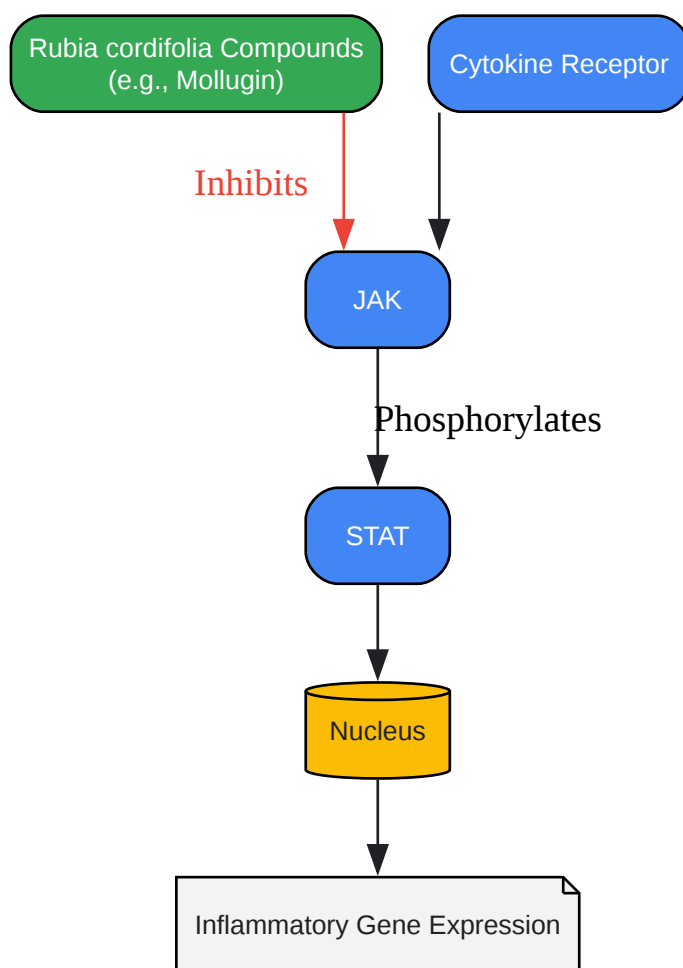 Rubia cordifolia Compounds
(e.g., Mollugin)
Cytokine Receptor
Inhibits
JAK
Phosphorylates
STAT
Nucleus
Inflammatory Gene Expression